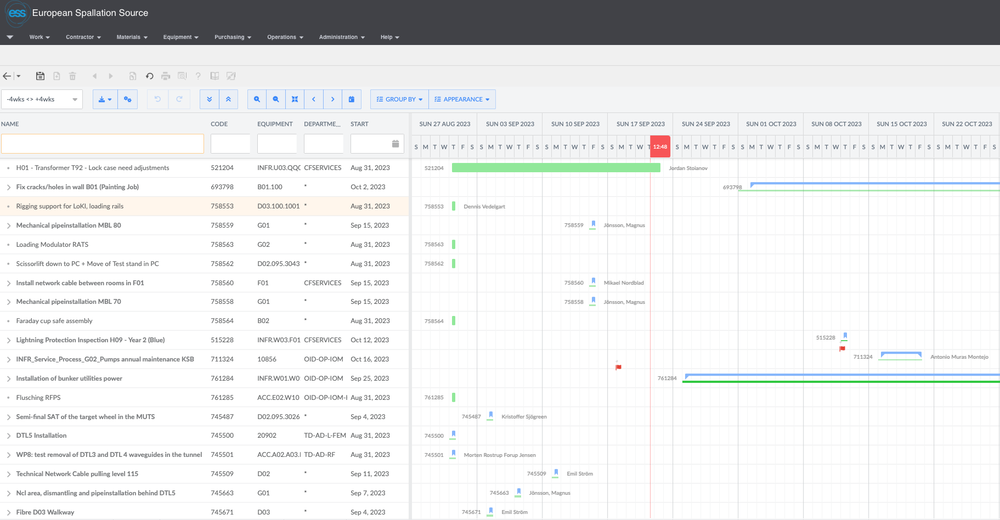 ess European Spallation Source
Work Contractor Materials Equipment Purchasing Operations Administration Help
-4wks <> +4wks GROUP BY APPEARANCE
NAME CODE EQUIPMENT DEPARTME... START SUN 27 AUG 2023 SUN 03 SEP 2023 SUN 10 SEP 2023 SUN 17 SEP 2023 SUN 24 SEP 2023 SUN 01 OCT 2023 SUN 08 OCT 2023 SUN 15 OCT 2023 SUN 22 OCT 2023
S M T W T F S S M T W T F S S M T W T F S S M T W T 12:48 S M T W T F S S M T W T F S S M T W T F S S M T W T F S S M T W T F S
H01 - Transformer T92 - Lock case need adjustments 521204 INFR.U03.QQC CFSERVICES Aug 31, 2023 521204 Jordan Stoianov
Fix cracks/holes in wall B01 (Painting Job) 693798 B01.100 * Oct 2, 2023 693798
Rigging support for LoKI, loading rails 758553 D03.100.1001 * Aug 31, 2023 758553 Dennis Vedelgart
Mechanical pipeinstallation MBL 80 758559 G01 * Sep 15, 2023 758559 Jönsson, Magnus
Loading Modulator RATS 758563 G02 * Aug 31, 2023 758563
Scissorlift down to PC + Move of Test stand in PC 758562 D02.095.3043 * Aug 31, 2023 758562
Install network cable between rooms in F01 758560 F01 CFSERVICES Sep 15, 2023 758560 Mikael Nordblad
Mechanical pipeinstallation MBL 70 758558 G01 * Sep 15, 2023 758558 Jönsson, Magnus
Faraday cup safe assembly 758564 B02 * Aug 31, 2023 758564
Lightning Protection Inspection H09 - Year 2 (Blue) 515228 INFR.W03.F01 CFSERVICES Oct 12, 2023 515228
INFR_Service_Process_G02_Pumps annual maintenance KSB 711324 10856 OID-OP-IOM Oct 16, 2023 711324 Antonio Muras Montejo
Installation of bunker utilities power 761284 INFR.W01.W0 OID-OP-IOM Sep 25, 2023 761284
Flusching RFPS 761285 ACC.E02.W10 OID-OP-IOM-I Aug 31, 2023 761285
Semi-final SAT of the target wheel in the MUTS 745487 D02.095.3026 * Sep 4, 2023 745487 Kristoffer Sjögreen
DTL5 Installation 745500 20902 TD-AD-L-FEM Aug 31, 2023 745500
WP8: test removal of DTL3 and DTL 4 waveguides in the tunnel 745501 ACC.A02.A03. TD-AD-RF Aug 31, 2023 745501 Morten Rostrup Forup Jensen
Technical Network Cable pulling level 115 745509 D02 * Sep 11, 2023 745509 Emil Ström
Ncl area, dismantling and pipeinstallation behind DTL5 745663 G01 * Sep 7, 2023 745663 Jönsson, Magnus
Fibre D03 Walkway 745671 D03 * Sep 4, 2023 745671 Emil Ström